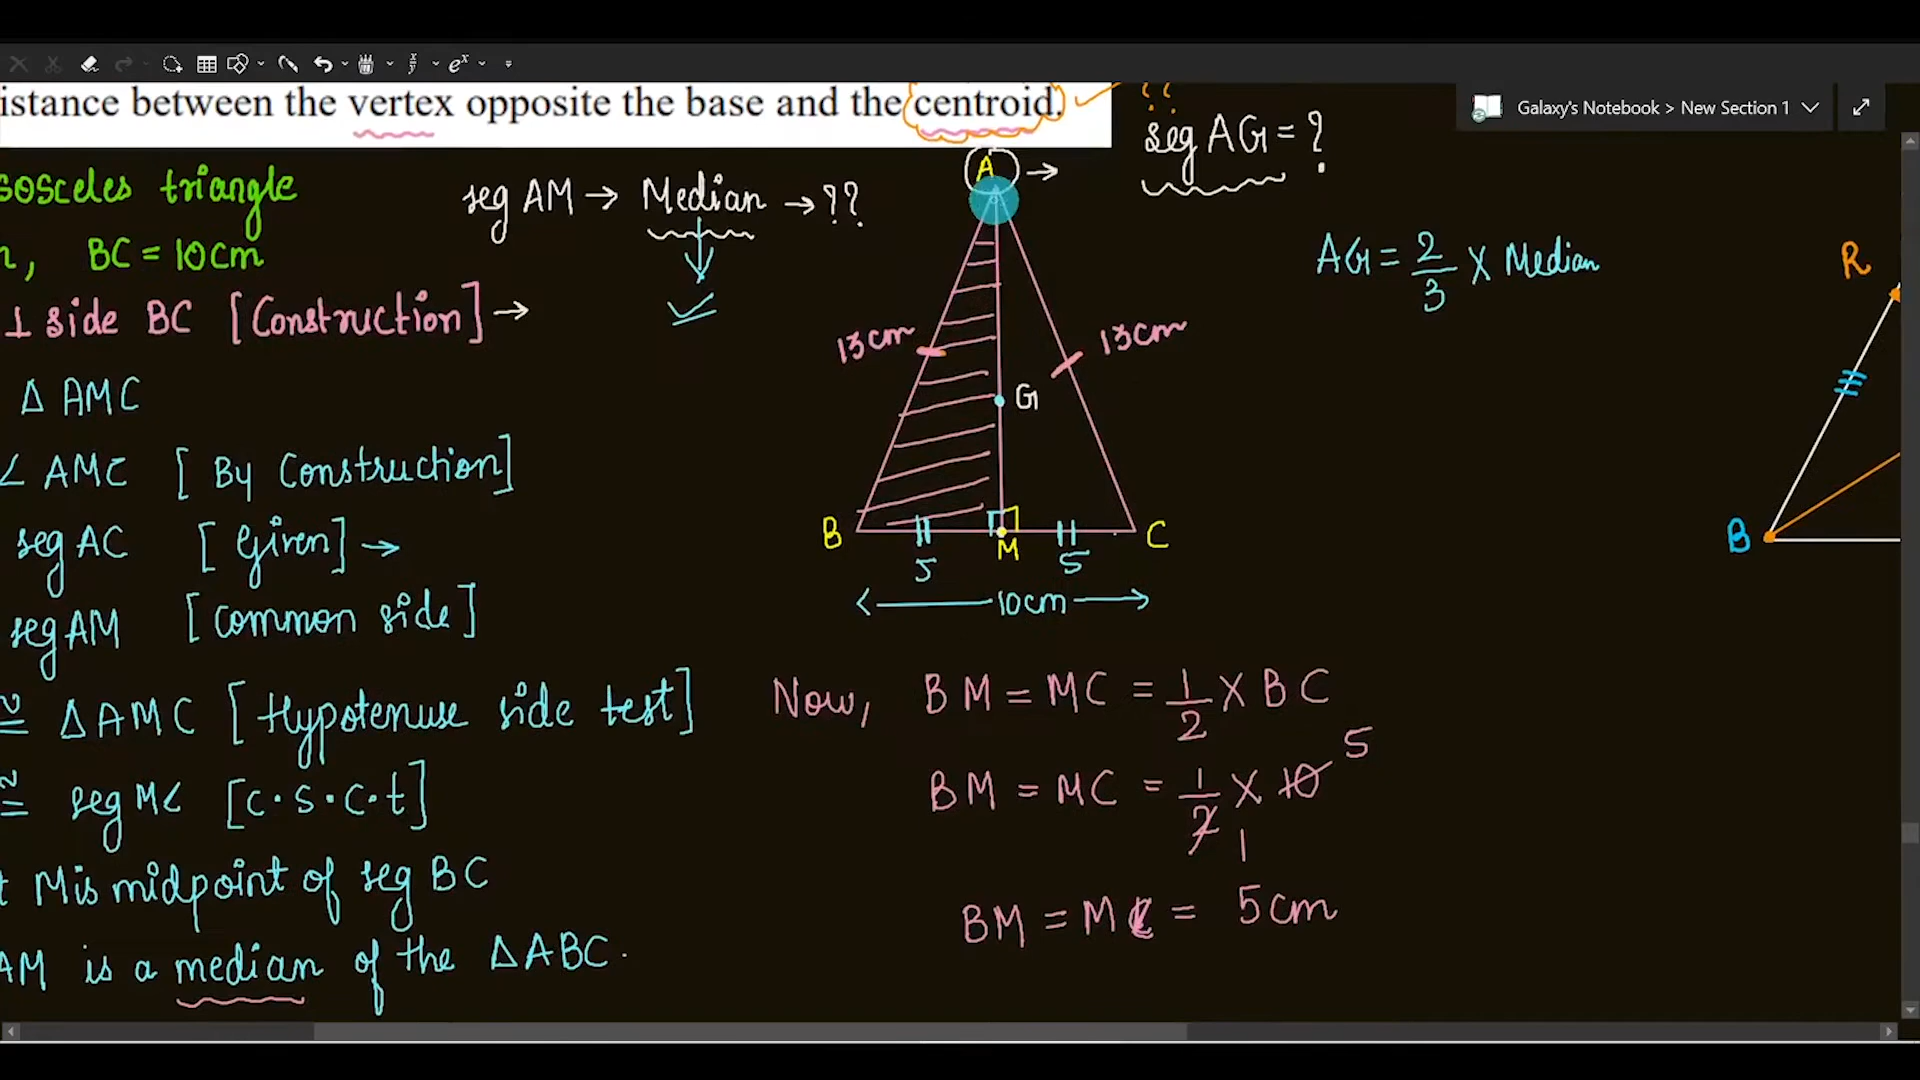 istance between the vertex opposite the base and the centroid.
??
Galaxy's Notebook > New Section 1
seg AG = ?
sosceles triangle
seg AM → Median → ??
A →
, BC = 10cm
AG = 2/3 X Median
R
⊥ side BC [Construction] →
13cm
13cm
Δ AMC
G
∠ AMC [By Construction]
B
M
C
B
seg AC [Given] →
5
5
10cm
seg AM [Common side]
≅ Δ AMC [Hypotenuse side test]
Now, BM = MC = 1/2 X BC
5
≅ seg MC [C.S.C.t]
BM = MC = 1/2 X 10
1
M is midpoint of seg BC
BM = MC = 5cm
AM is a median of the ΔABC.